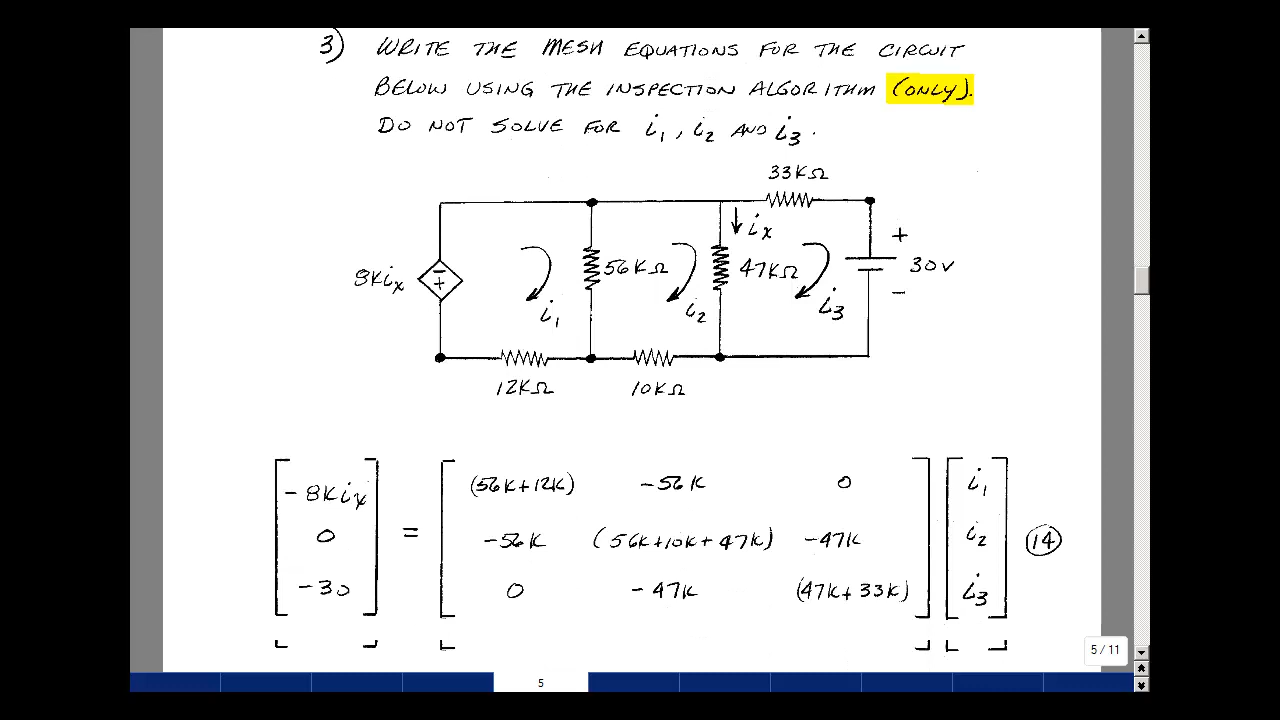 3) WRITE THE MESH EQUATIONS FOR THE CIRCUIT
BELOW USING THE INSPECTION ALGORITHM (ONLY).
DO NOT SOLVE FOR i1, i2 AND i3.
33KΩ
ix
+
8Kix
-
+
56KΩ
47KΩ
30V
i1
i2
i3
-
12KΩ
10KΩ
-8Kix (56K+12K) -56K 0 i1
0 = -56K (56K+10K+47K) -47K i2 14
-30 0 -47K (47K+33K) i3
5 / 11
5